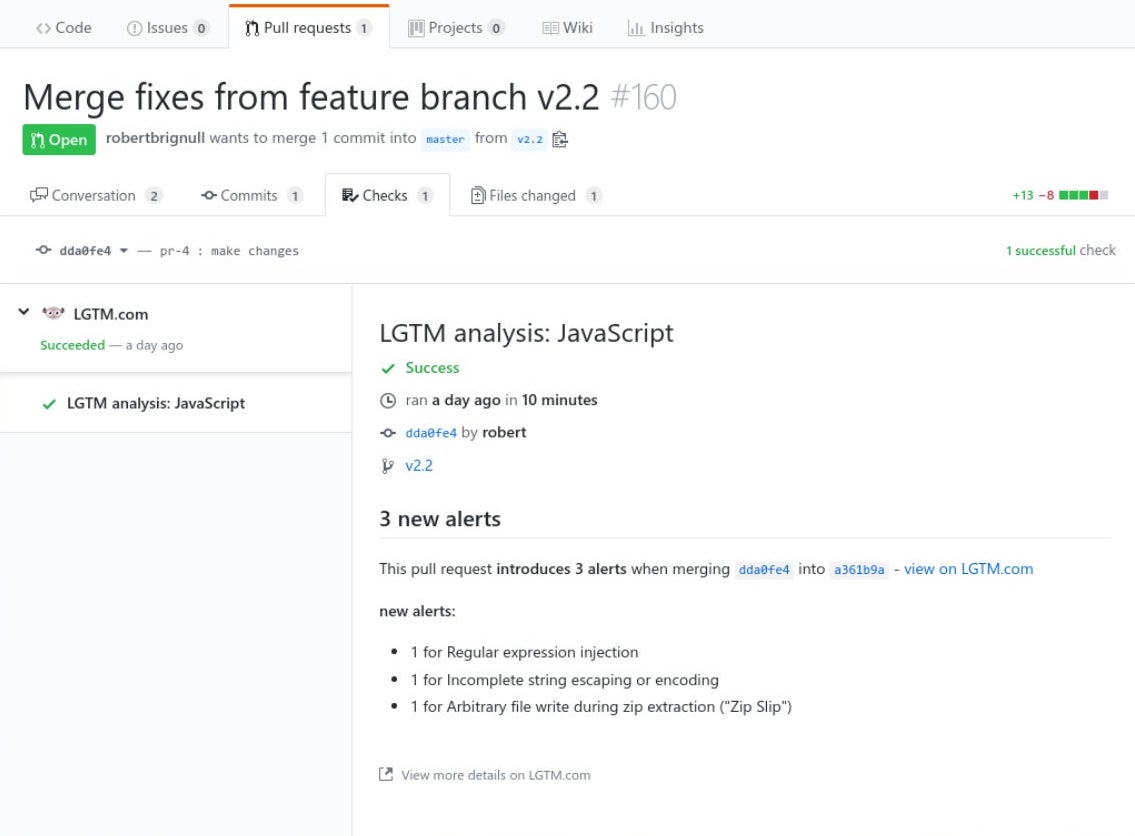 Code Issues 0 Pull requests 1 Projects 0 Wiki Insights
Merge fixes from feature branch v2.2 #160
Open robertbrignull wants to merge 1 commit into master from v2.2
Conversation 2 Commits 1 Checks 1 Files changed 1 +13 −8
dda0fe4 — pr-4 : make changes 1 successful check
LGTM.com
Succeeded — a day ago
LGTM analysis: JavaScript
LGTM analysis: JavaScript
Success
ran a day ago in 10 minutes
dda0fe4 by robert
v2.2
3 new alerts
This pull request introduces 3 alerts when merging dda0fe4 into a361b9a - view on LGTM.com
new alerts:
• 1 for Regular expression injection
• 1 for Incomplete string escaping or encoding
• 1 for Arbitrary file write during zip extraction ("Zip Slip")
View more details on LGTM.com